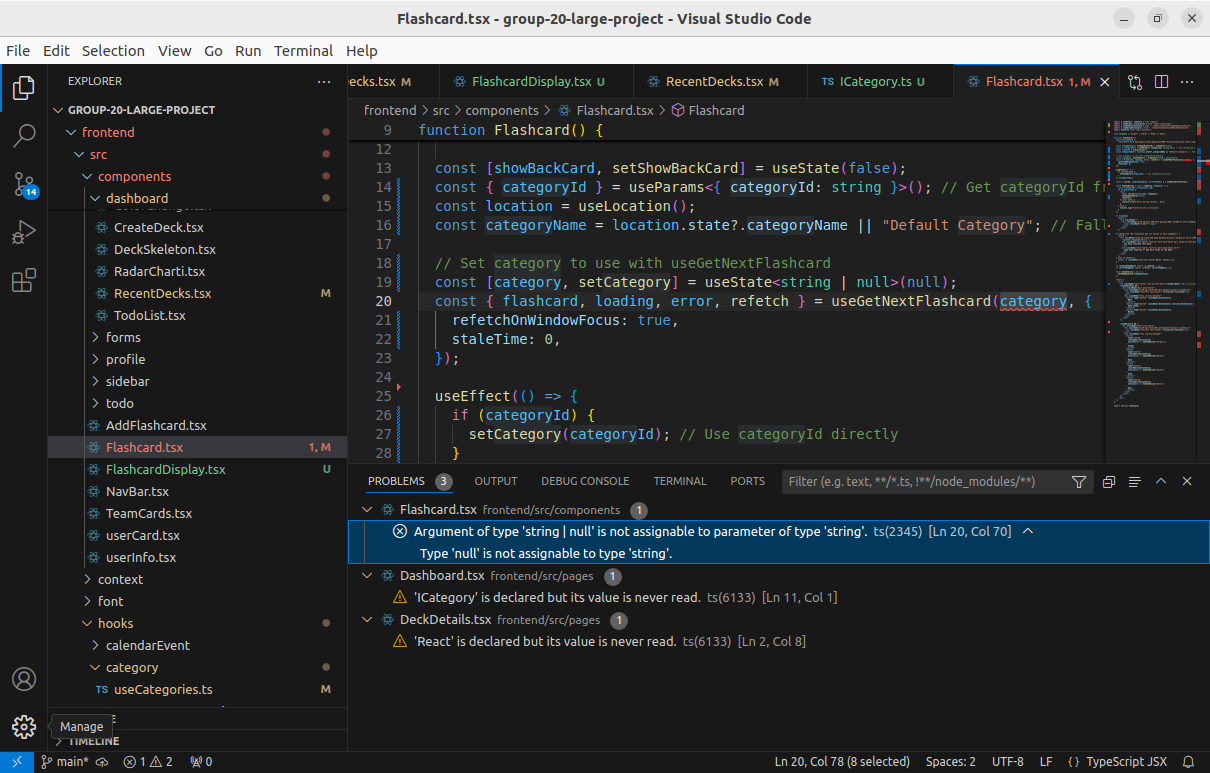 Flashcard.tsx - group-20-large-project - Visual Studio Code
File Edit Selection View Go Run Terminal Help
EXPLORER
GROUP-20-LARGE-PROJECT
frontend
src
components
dashboard
CreateDeck.tsx
DeckSkeleton.tsx
RadarCharti.tsx
RecentDecks.tsx M
TodoList.tsx
forms
profile
sidebar
todo
AddFlashcard.tsx
Flashcard.tsx 1, M
FlashcardDisplay.tsx U
NavBar.tsx
TeamCards.tsx
userCard.tsx
userInfo.tsx
context
font
hooks
calendarEvent
category
TS useCategories.ts M
TIMELINE
Manage
14
ecks.tsx M FlashcardDisplay.tsx U RecentDecks.tsx M TS ICategory.ts U Flashcard.tsx 1, M
frontend > src > components > Flashcard.tsx > Flashcard
9 function Flashcard() {
12
13 const [showBackCard, setShowBackCard] = useState(false);
14 const { categoryId } = useParams<{ categoryId: string }>(); // Get categoryId fr
15 const location = useLocation();
16 const categoryName = location.state?.categoryName || "Default Category"; // Fall
17
18 // Set category to use with useGetNextFlashcard
19 const [category, setCategory] = useState<string | null>(null);
20 const { flashcard, loading, error, refetch } = useGetNextFlashcard(category, {
21 refetchOnWindowFocus: true,
22 staleTime: 0,
23 });
24
25 useEffect(() => {
26 if (categoryId) {
27 setCategory(categoryId); // Use categoryId directly
28 }
PROBLEMS 3 OUTPUT DEBUG CONSOLE TERMINAL PORTS Filter (e.g. text, **/*.ts, !**/node_modules/**)
Flashcard.tsx frontend/src/components 1
Argument of type 'string | null' is not assignable to parameter of type 'string'. ts(2345) [Ln 20, Col 70]
Type 'null' is not assignable to type 'string'.
Dashboard.tsx frontend/src/pages 1
'ICategory' is declared but its value is never read. ts(6133) [Ln 11, Col 1]
DeckDetails.tsx frontend/src/pages 1
'React' is declared but its value is never read. ts(6133) [Ln 2, Col 8]
main* 1 2 0 Ln 20, Col 78 (8 selected) Spaces: 2 UTF-8 LF { } TypeScript JSX